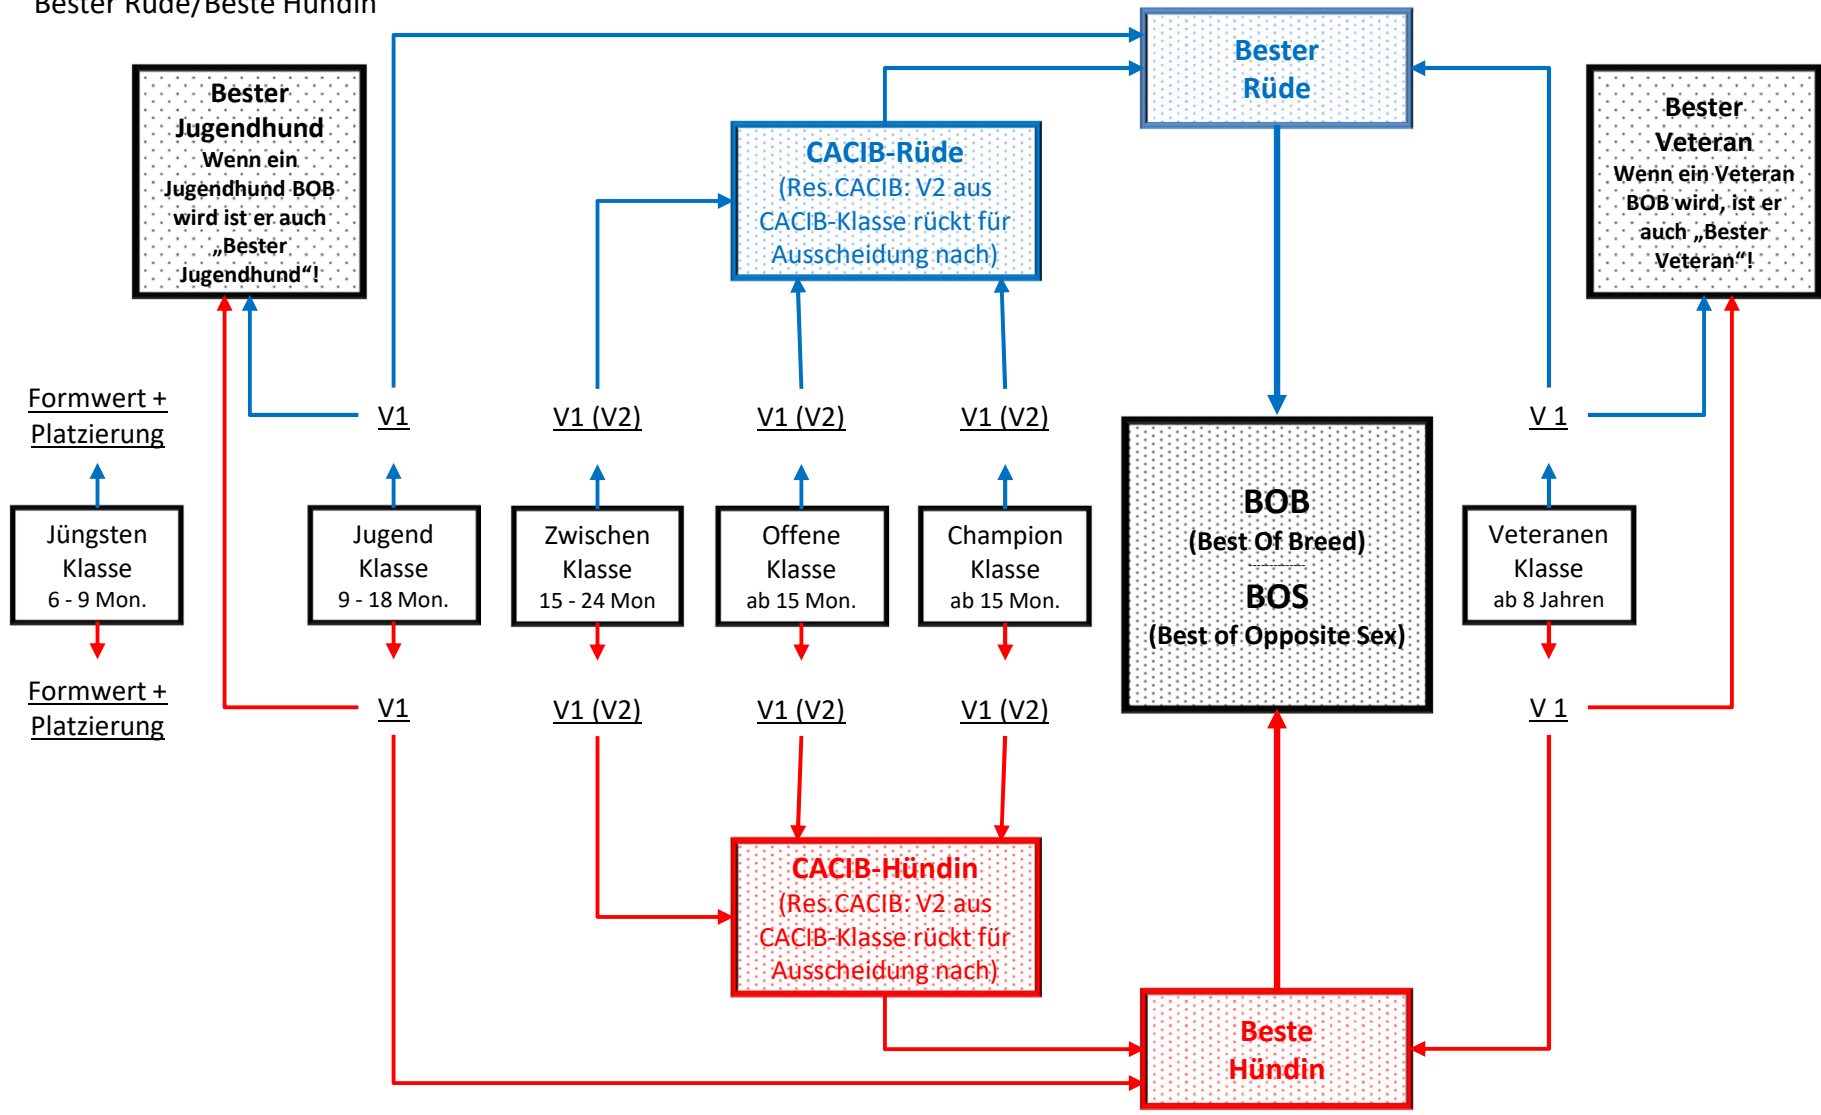 Bester Rüde/Beste Hündin
Bester
Rüde
Bester
Jugendhund
Wenn ein
Jugendhund BOB
wird ist er auch
„Bester
Jugendhund“!
CACIB-Rüde
(Res.CACIB: V2 aus
CACIB-Klasse rückt für
Ausscheidung nach)
Bester
Veteran
Wenn ein Veteran
BOB wird, ist er
auch „Bester
Veteran“!
Formwert +
Platzierung
V1
V1 (V2)
V1 (V2)
V1 (V2)
V 1
Jüngsten
Klasse
6 - 9 Mon.
Jugend
Klasse
9 - 18 Mon.
Zwischen
Klasse
15 - 24 Mon
Offene
Klasse
ab 15 Mon.
Champion
Klasse
ab 15 Mon.
BOB
(Best Of Breed)
BOS
(Best of Opposite Sex)
Veteranen
Klasse
ab 8 Jahren
Formwert +
Platzierung
V1
V1 (V2)
V1 (V2)
V1 (V2)
V 1
CACIB-Hündin
(Res.CACIB: V2 aus
CACIB-Klasse rückt für
Ausscheidung nach)
Beste
Hündin